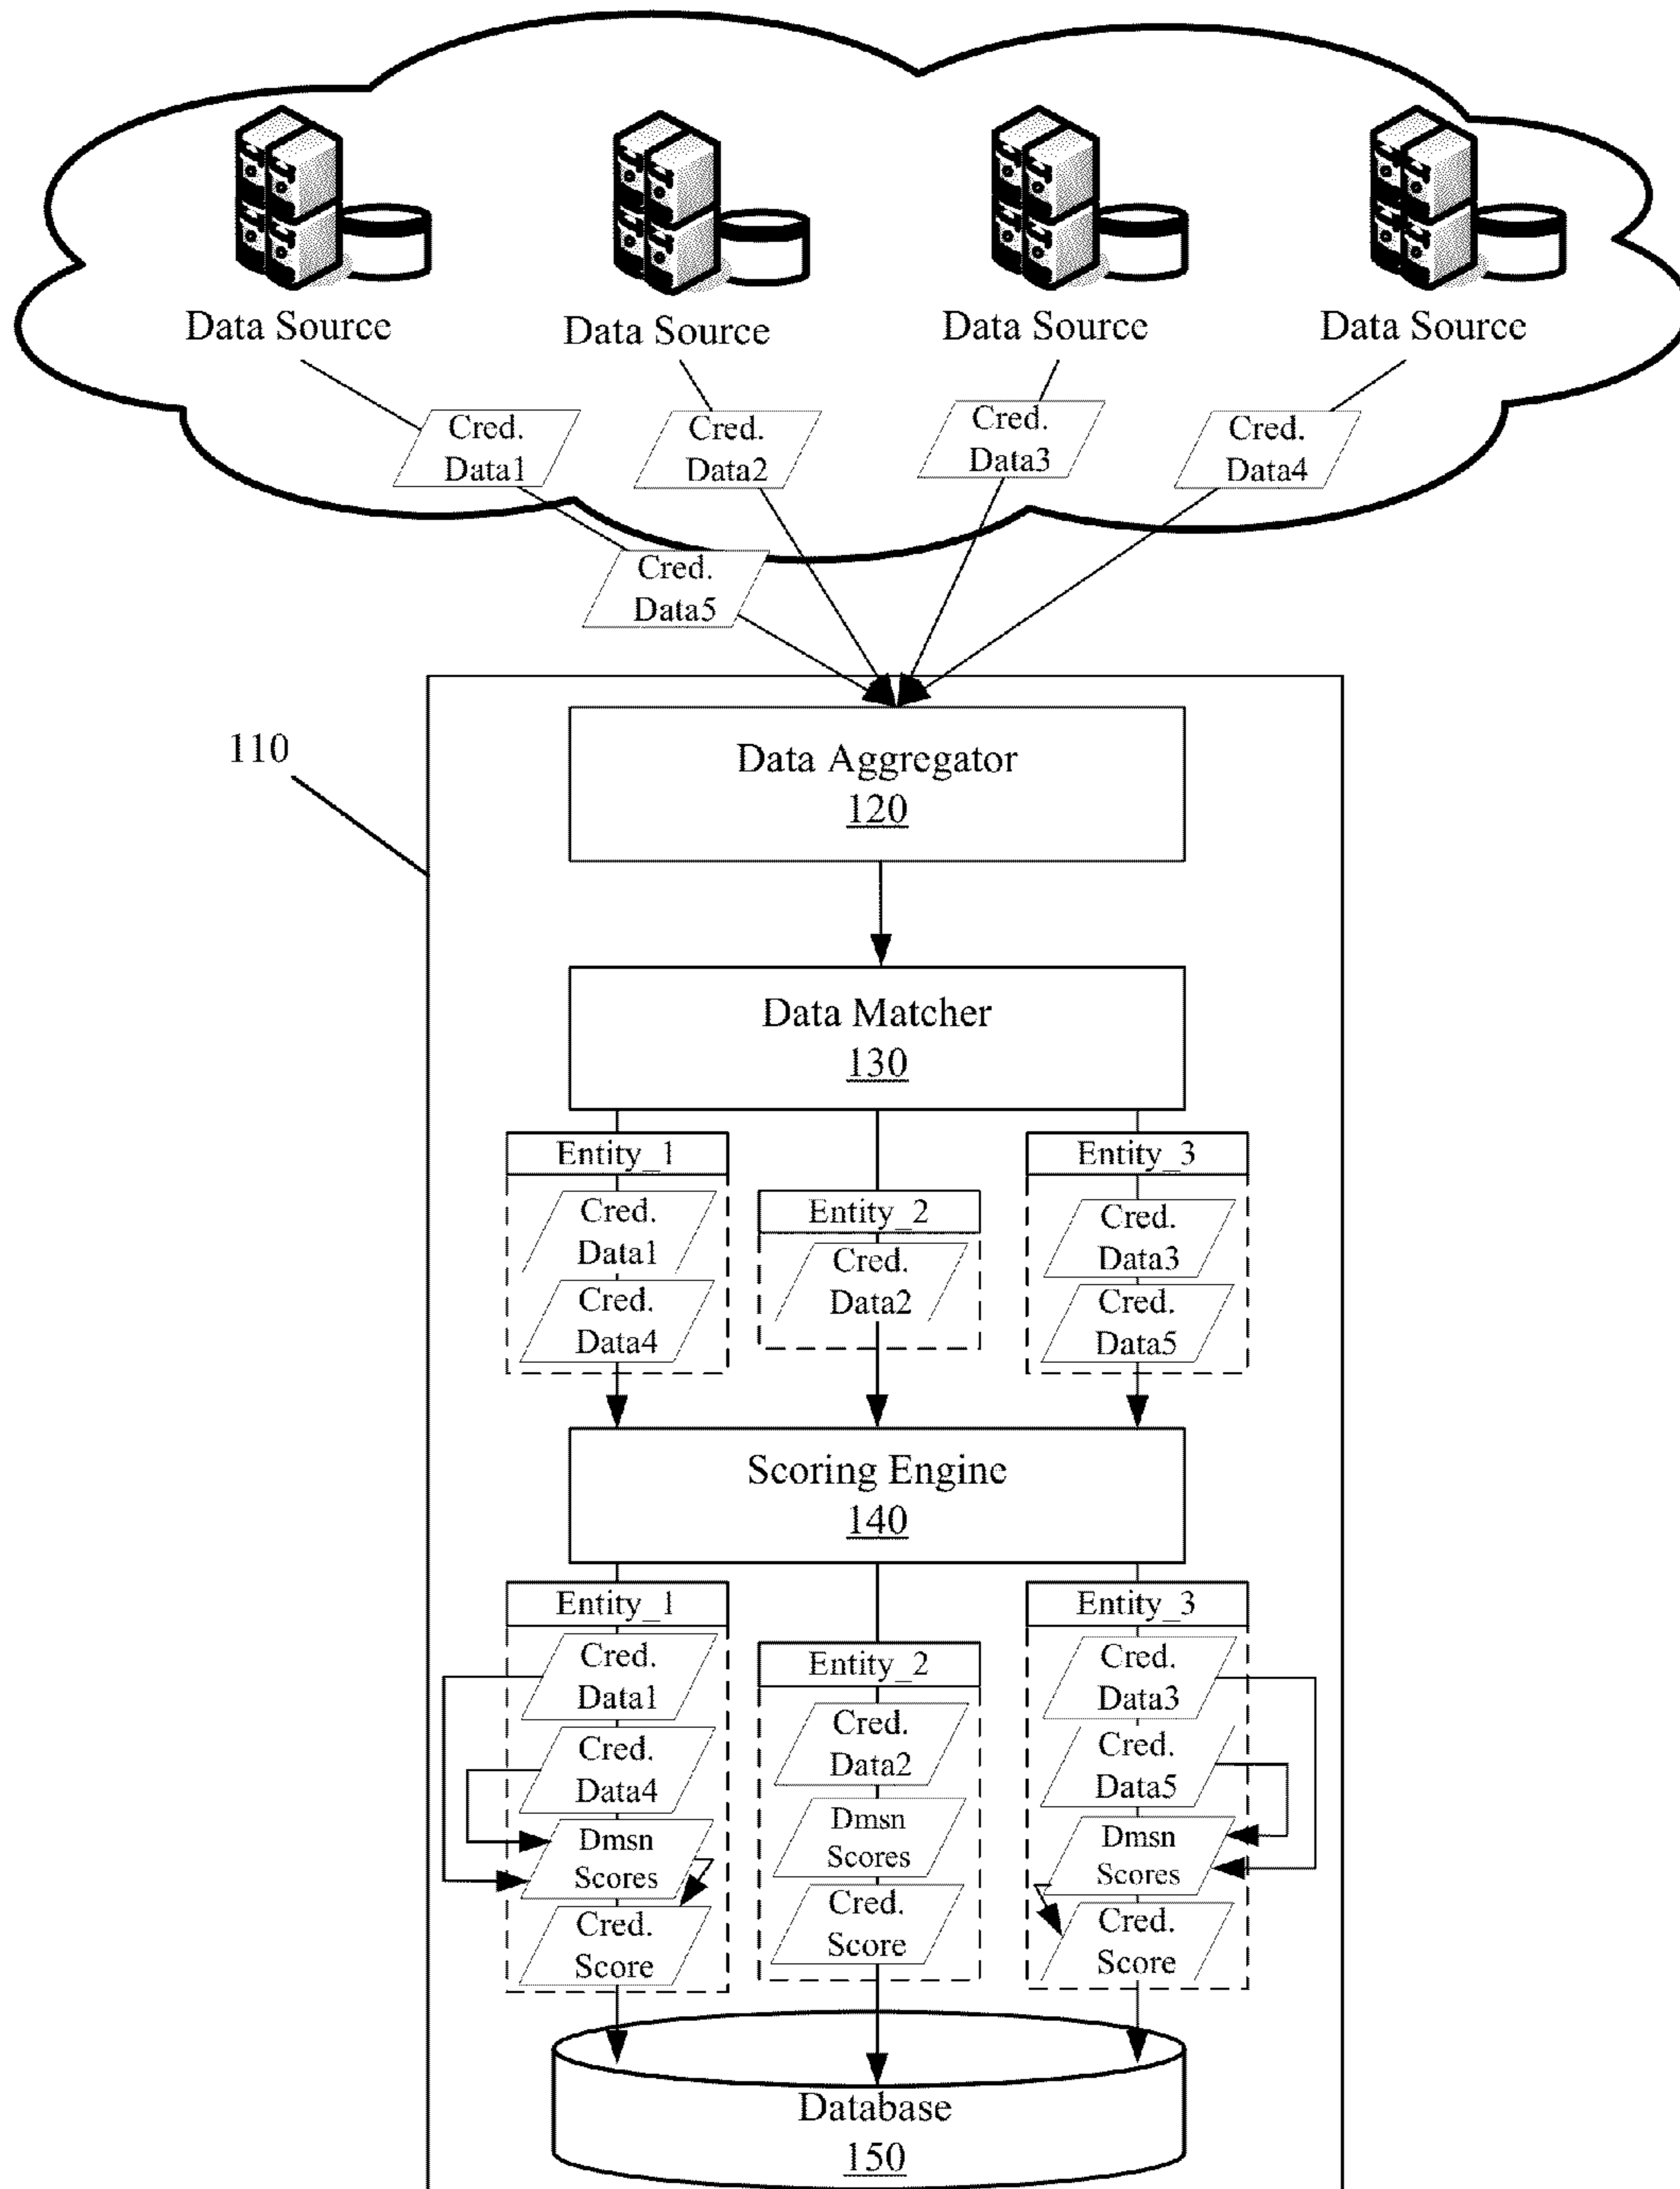 Data Source
Data Source
Data Source
Data Source
Cred.
Data1
Cred.
Data2
Cred.
Data3
Cred.
Data4
Cred.
Data5
110
Data Aggregator
120
Data Matcher
130
Entity_1
Cred.
Data1
Cred.
Data4
Entity_2
Cred.
Data2
Entity_3
Cred.
Data3
Cred.
Data5
Scoring Engine
140
Entity_1
Cred.
Data1
Cred.
Data4
Dmsn
Scores
Cred.
Score
Entity_2
Cred.
Data2
Dmsn
Scores
Cred.
Score
Entity_3
Cred.
Data3
Cred.
Data5
Dmsn
Scores
Cred.
Score
Database
150